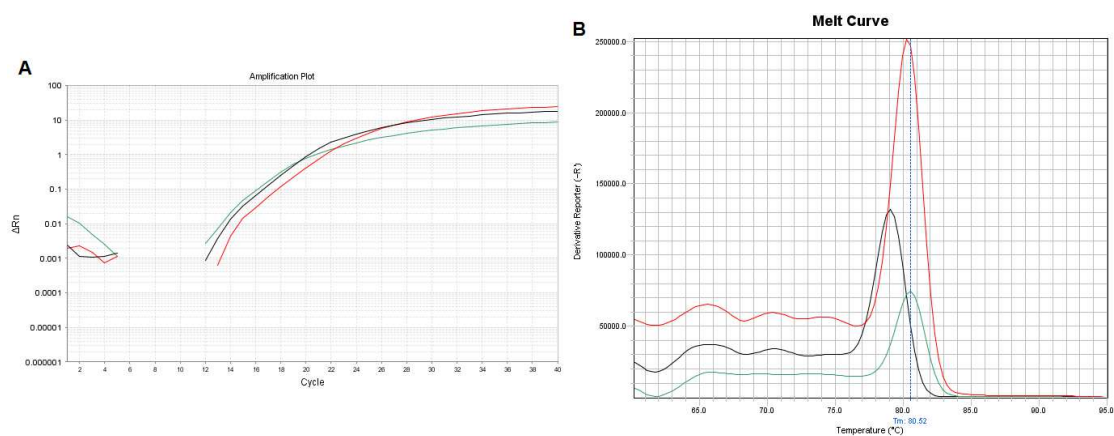 A
Amplification Plot
100
10
1
0.1
0.01
0.001
0.0001
0.00001
0.000001
ΔRn
2 4 6 8 10 12 14 16 18 20 22 24 26 28 30 32 34 36 38 40
Cycle
B
Melt Curve
250000.0
200000.0
150000.0
100000.0
50000.0
Derivative Reporter (-R')
65.0 70.0 75.0 80.0 85.0 90.0 95.0
Tm: 80.52
Temperature (°C)